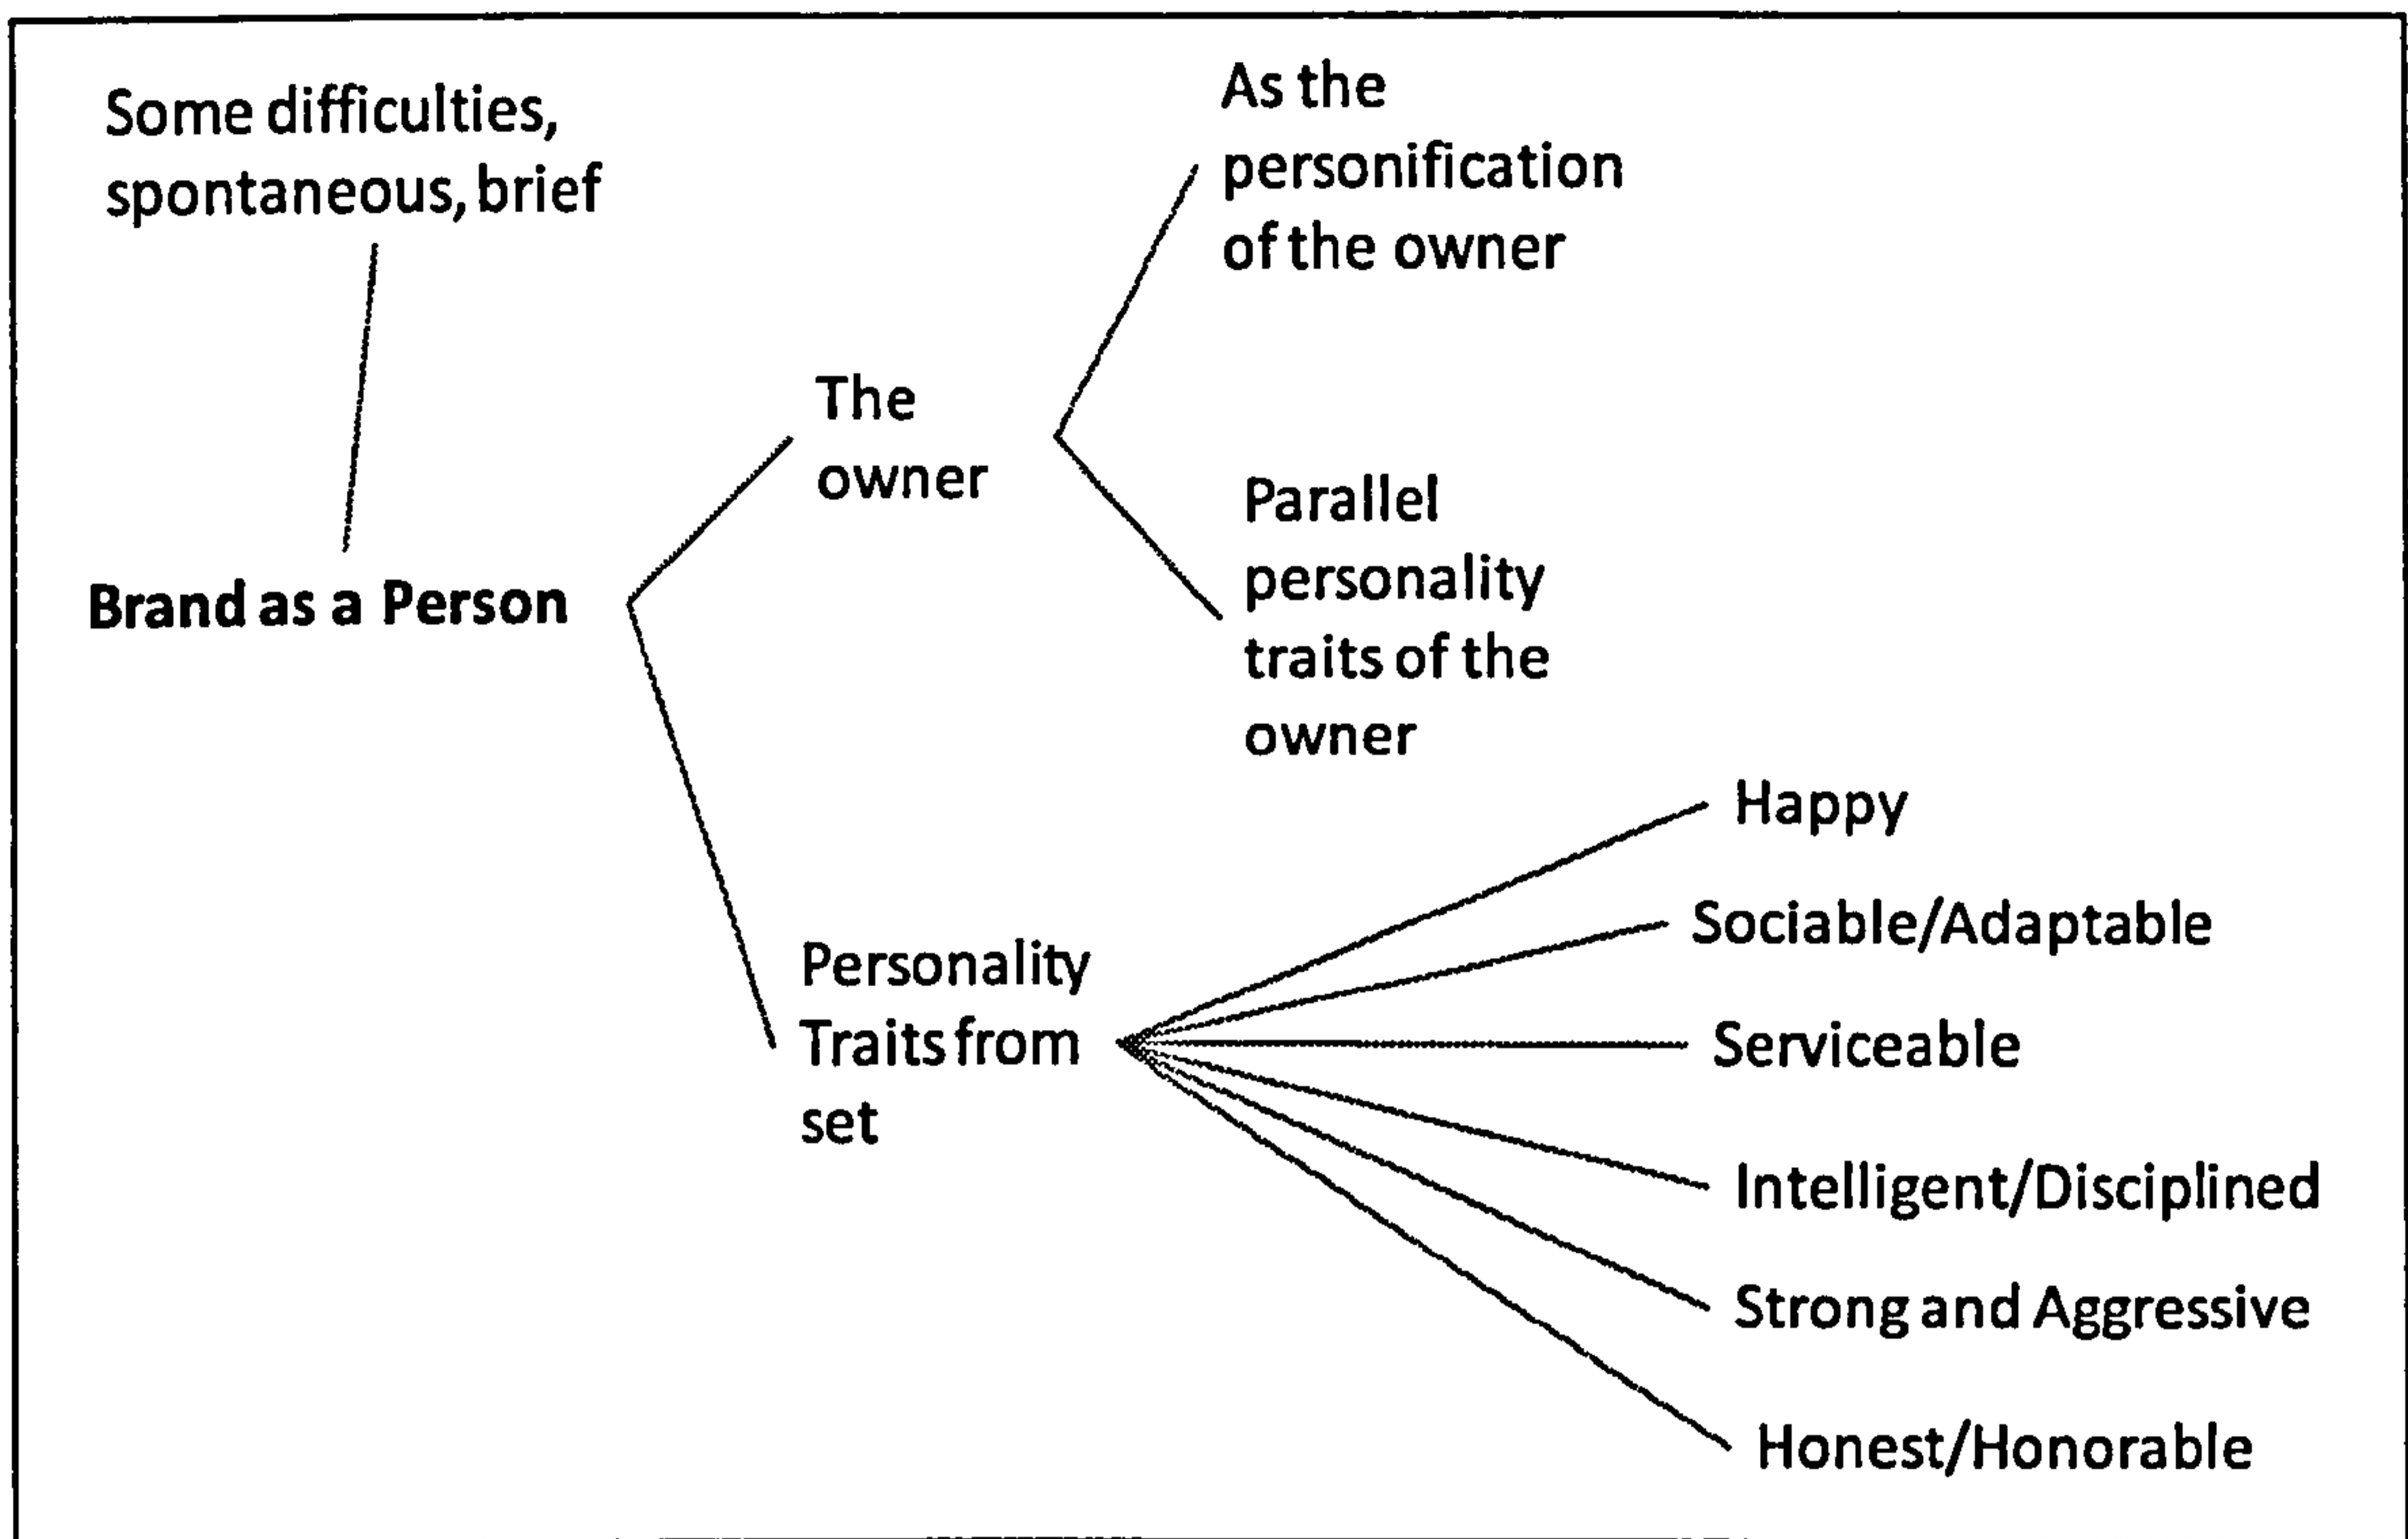 Some difficulties,
spontaneous, brief
As the
personification
of the owner
The
owner
Parallel
personality
traits of the
owner
Brand as a Person
Personality
Traits from
set
Happy
Sociable/Adaptable
Serviceable
Intelligent/Disciplined
Strong and Aggressive
Honest/Honorable